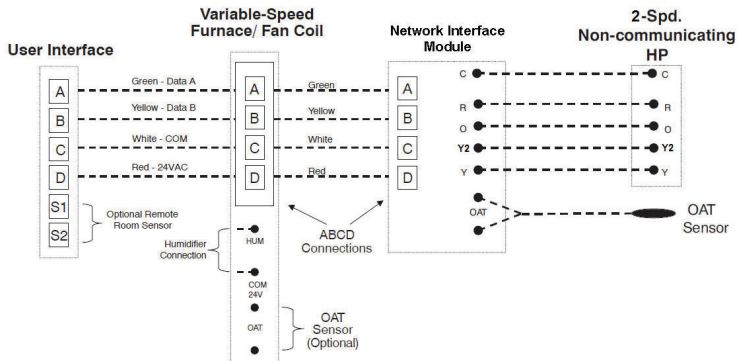 User Interface
Variable-Speed
Furnace/ Fan Coil
Network Interface
Module
2-Spd.
Non-communicating
HP
A
Green - Data A
A
Green
A
B
Yellow - Data B
B
Yellow
B
C
White - COM
C
White
C
D
Red - 24VAC
D
Red
D
C
C
R
R
O
O
Y2
Y2
Y
Y
S1
S2
Optional Remote
Room Sensor
Humidifier
Connection
HUM
COM
24V
OAT
OAT
Sensor
(Optional)
ABCD
Connections
OAT
OAT
Sensor